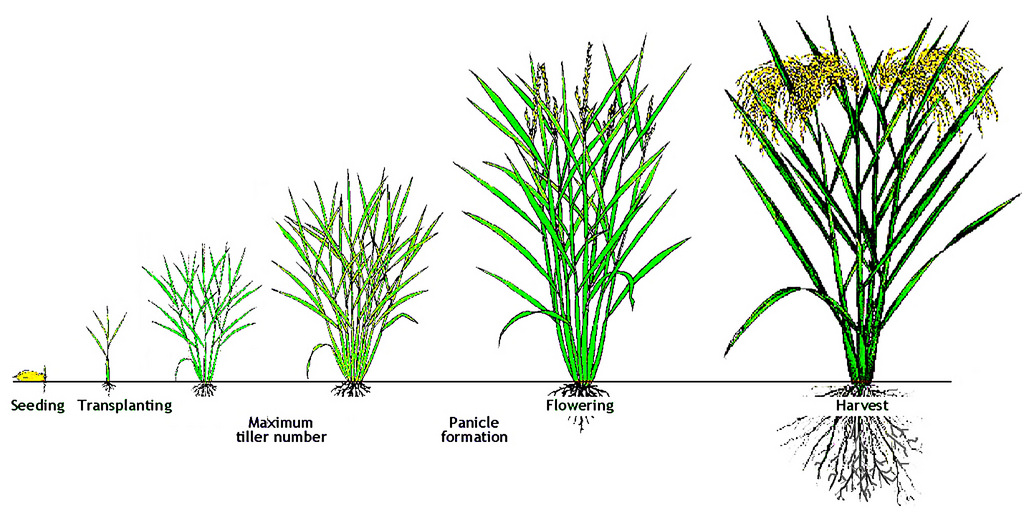 Seeding
Transplanting
Maximum
tiller number
Panicle
formation
Flowering
Harvest